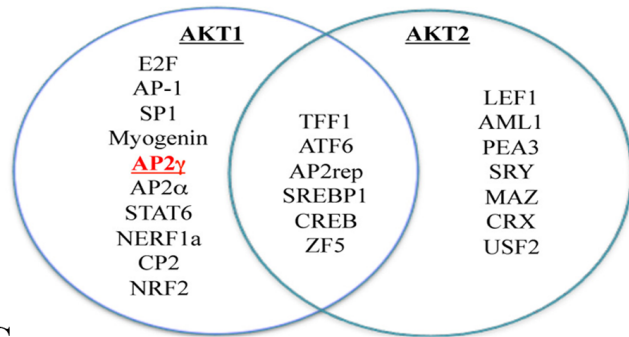 AKT1
AKT2
E2F
AP-1
SP1
Myogenin
AP2γ
AP2α
STAT6
NERF1a
CP2
NRF2
TFF1
ATF6
AP2rep
SREBP1
CREB
ZF5
LEF1
AML1
PEA3
SRY
MAZ
CRX
USF2